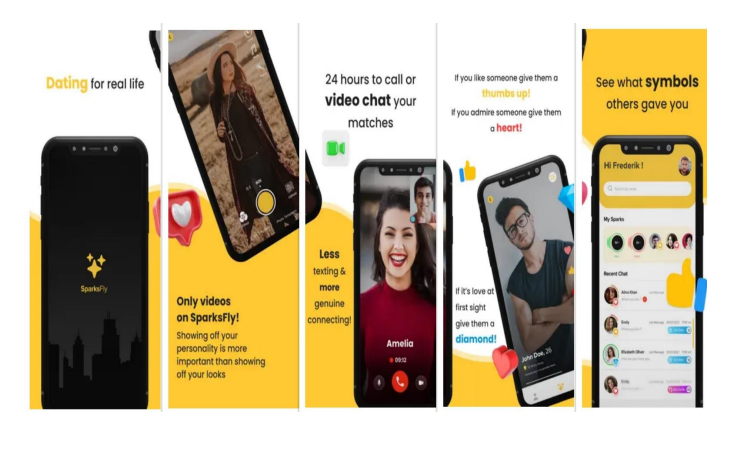 Dating for real life
SparksFly
Only videos
on SparksFly!
Showing off your
personality is more
important than showing
off your looks
24 hours to call or
video chat your
matches
Less
texting &
more
genuine
connecting!
Amelia
09:12
If you like someone give them a
thumbs up!
If you admire someone give them
a heart!
If it's love at
first sight
give them a
diamond!
John Doe, 26
See what symbols
others gave you
Hi Frederik !
My Sparks
Recent Chat
Emily
Elizabeth Oliver
Emily